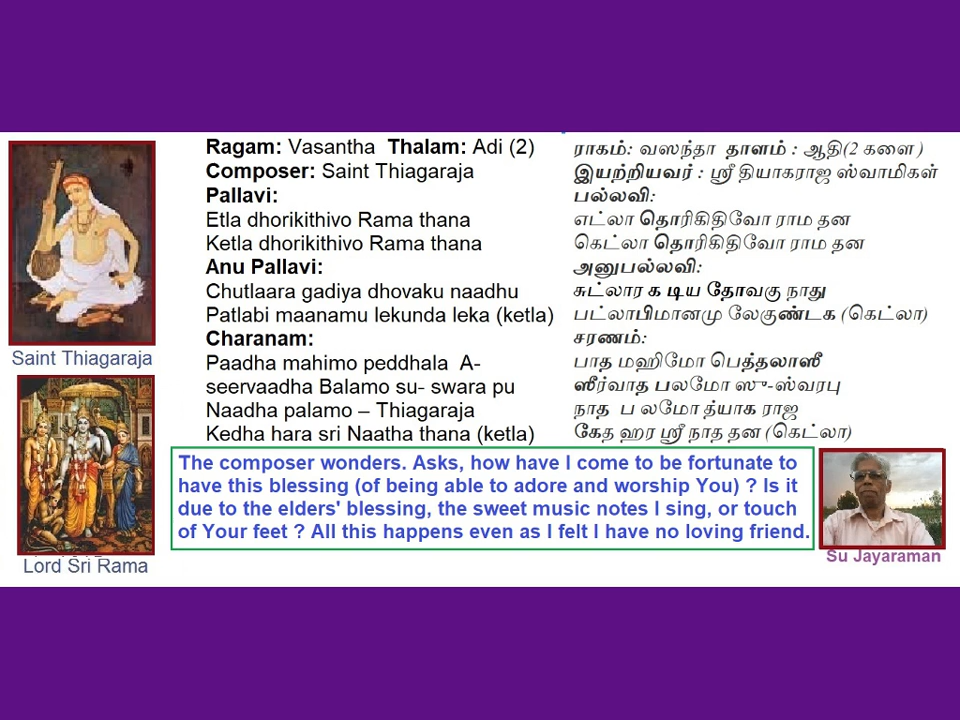 Ragam: Vasantha Thalam: Adi (2)
Composer: Saint Thiagaraja
Pallavi:
Etla dhorikithivo Rama thana
Ketla dhorikithivo Rama thana
Anu Pallavi:
Chutlaara gadiya dhovaku naadhu
Patlabi maanamu lekunda leka (ketla)
Charanam:
Paadha mahimo peddhala A-
seervaadha Balamo su- swara pu
Naadha palamo – Thiagaraja
Kedha hara sri Naatha thana (ketla)
ராகம்: வஸந்தா தாளம் : ஆதி(2 களை )
இயற்றியவர் : ஸ்ரீ தியாகராஜ ஸ்வாமிகள்
பல்லவி:
எட்லா தொரிகிதிவோ ராம தன
கெட்லா தொரிகிதிவோ ராம தன
அனுபல்லவி:
சுட்லார க டிய தோவகு நாது
பட்லாபிமானமு லேகுண்டக (கெட்லா)
சரணம்:
பாத மஹிமோ பெத்தலாஸீ
ஸீர்வாத பலமோ ஸு-ஸ்வரபு
நாத ப லமோ த்யாக ராஜ
கேத ஹர ஸ்ரீ நாத தன (கெட்லா)
Saint Thiagaraja
Lord Sri Rama
The composer wonders. Asks, how have I come to be fortunate to
have this blessing (of being able to adore and worship You) ? Is it
due to the elders' blessing, the sweet music notes I sing, or touch
of Your feet ? All this happens even as I felt I have no loving friend.
Su Jayaraman